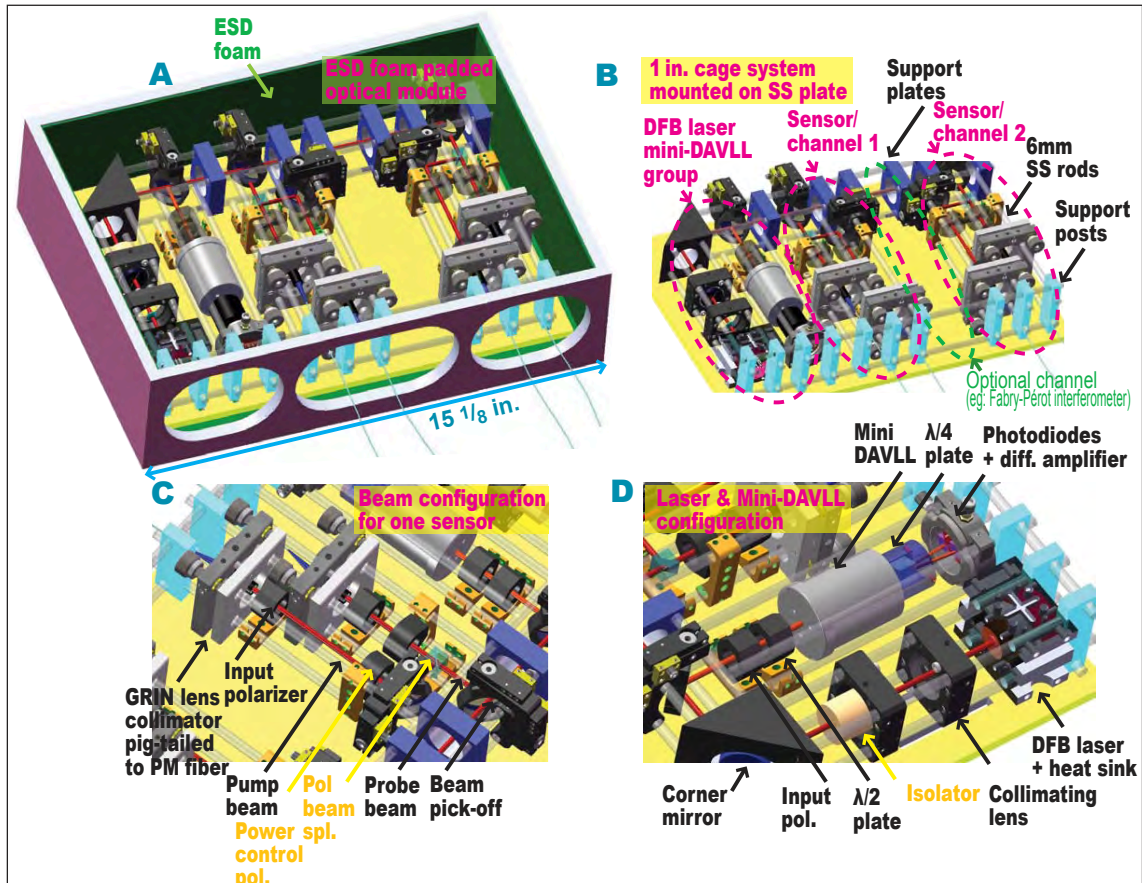 ESD
foam
A
ESD foam padded
optical module
15 1/8 in.
B
1 in. cage system
mounted on SS plate
Support
plates
DFB laser
mini-DAVLL
group
Sensor/
channel 1
Sensor/
channel 2
6mm
SS rods
Support
posts
Optional channel
(eg: Fabry-Pérot interferometer)
C
Beam configuration
for one sensor
Input
polarizer
GRIN lens
collimator
pig-tailed
to PM fiber
Pump
beam
Pol
beam
spl.
Probe
beam
Beam
pick-off
Power
control
pol.
D
Laser & Mini-DAVLL
configuration
Mini
DAVLL
λ/4
plate
Photodiodes
+ diff. amplifier
Corner
mirror
Input
pol.
λ/2
plate
Isolator
Collimating
lens
DFB laser
+ heat sink